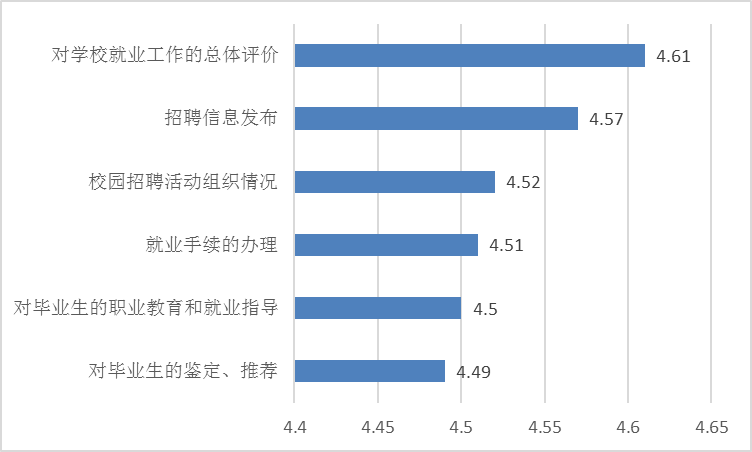 对学校就业工作的总体评价 4.61
招聘信息发布 4.57
校园招聘活动组织情况 4.52
就业手续的办理 4.51
对毕业生的职业教育和就业指导 4.5
对毕业生的鉴定、推荐 4.49
4.4 4.45 4.5 4.55 4.6 4.65